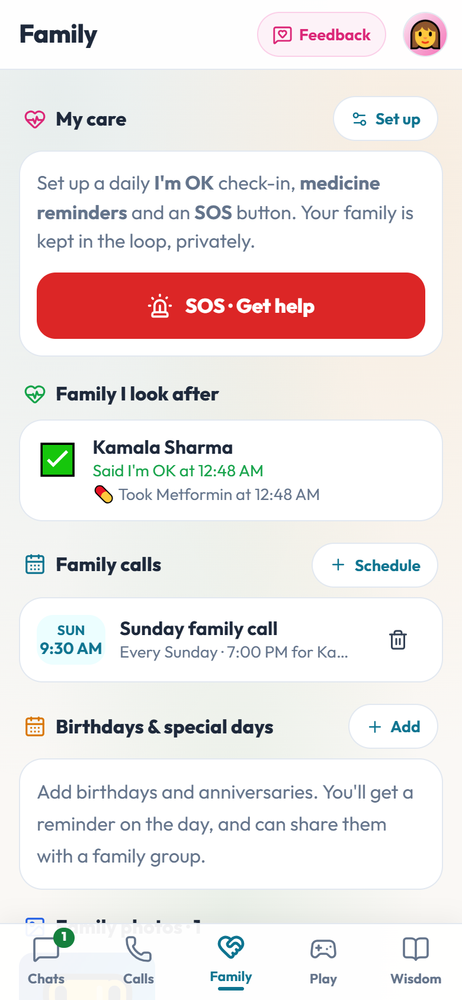 Family
Feedback
My care
Set up
Set up a daily I'm OK check-in, medicine
reminders and an SOS button. Your family is
kept in the loop, privately.
SOS · Get help
Family I look after
Kamala Sharma
Said I'm OK at 12:48 AM
Took Metformin at 12:48 AM
Family calls
Schedule
SUN
9:30 AM
Sunday family call
Every Sunday · 7:00 PM for Ka...
Birthdays & special days
Add
Add birthdays and anniversaries. You'll get a
reminder on the day, and can share them
with a family group.
Family photos · 1
1
Chats
Calls
Family
Play
Wisdom